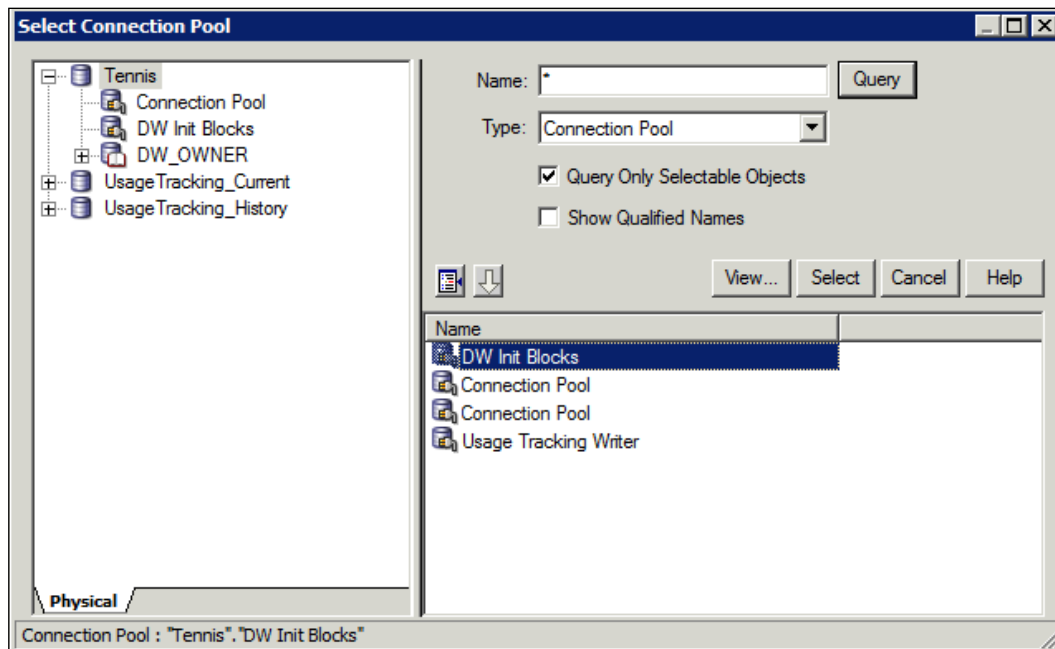 Select Connection Pool
Tennis
Connection Pool
DW Init Blocks
DW_OWNER
UsageTracking_Current
UsageTracking_History
Physical
Name: * Query
Type: Connection Pool
Query Only Selectable Objects
Show Qualified Names
View... Select Cancel Help
Name
DW Init Blocks
Connection Pool
Connection Pool
Usage Tracking Writer
Connection Pool : "Tennis"."DW Init Blocks"